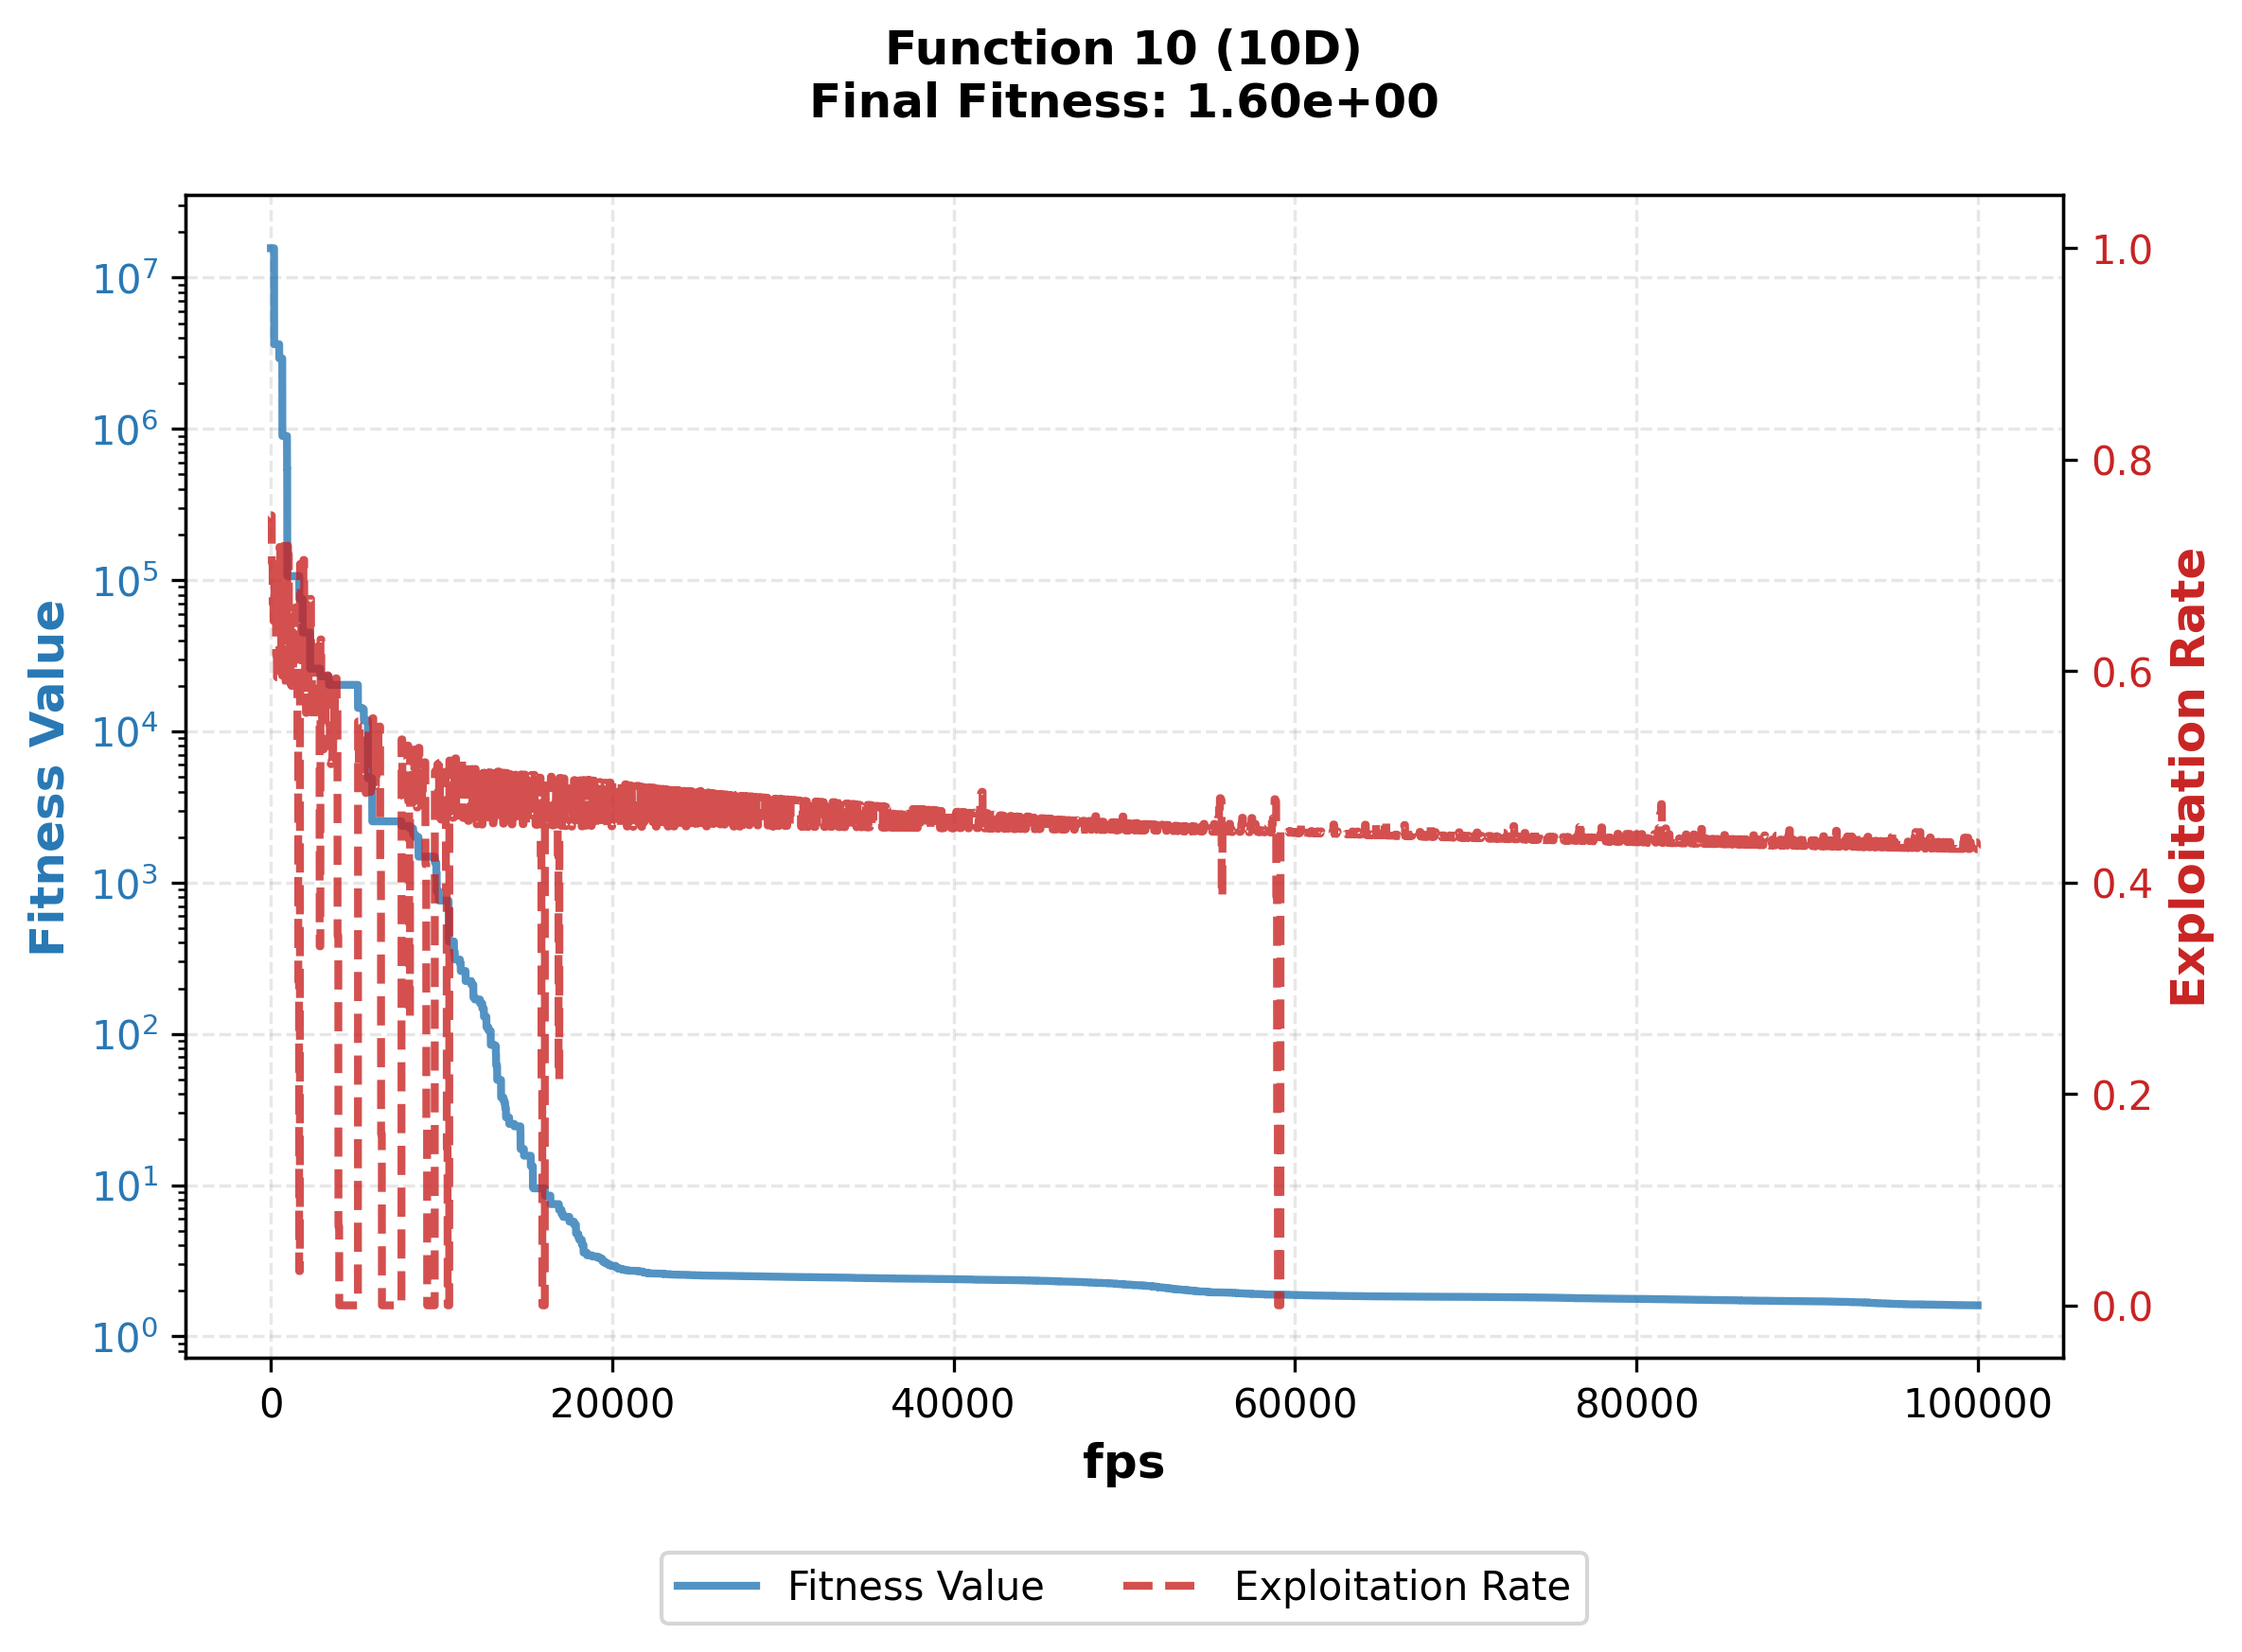 Function 10 (10D)
Final Fitness: 1.60e+00
Fitness Value
10⁷
10⁶
10⁵
10⁴
10³
10²
10¹
10⁰
1.0
0.8
0.6
0.4
0.2
0.0
Exploitation Rate
0 20000 40000 60000 80000 100000
fps
Fitness Value Exploitation Rate